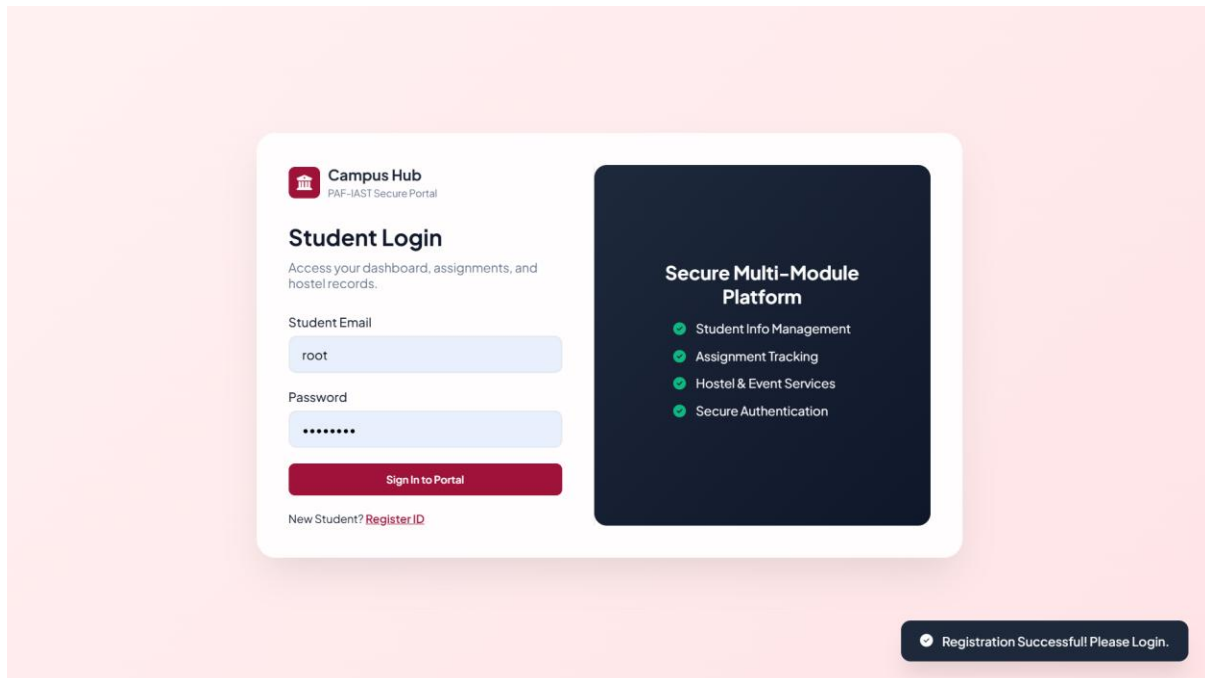 Campus Hub
PAF-IAST Secure Portal
Student Login
Access your dashboard, assignments, and
hostel records.
Student Email
root
Password
••••••••
Sign In to Portal
New Student? Register ID
Secure Multi-Module
Platform
Student Info Management
Assignment Tracking
Hostel & Event Services
Secure Authentication
Registration Successful! Please Login.